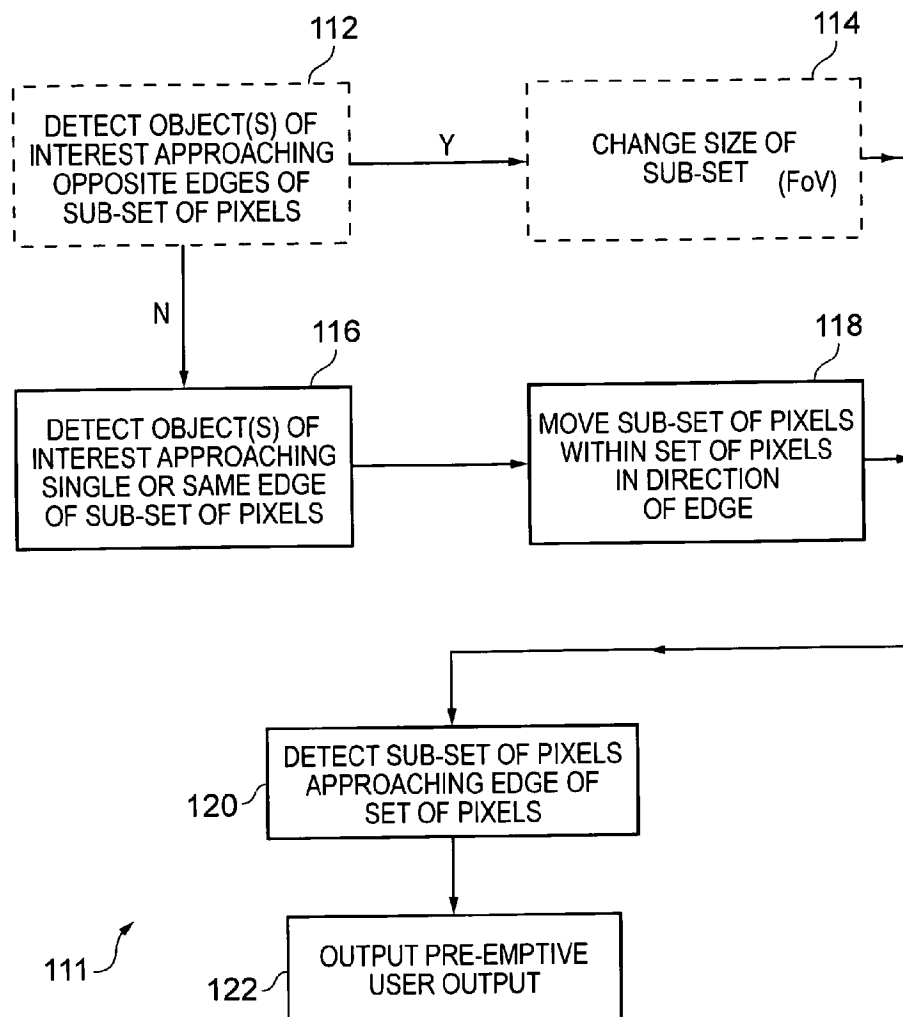 112
114
DETECT OBJECT(S) OF
INTEREST APPROACHING
OPPOSITE EDGES OF
SUB-SET OF PIXELS
Y
CHANGE SIZE OF
SUB-SET
(FoV)
N
116
118
DETECT OBJECT(S) OF
INTEREST APPROACHING
SINGLE OR SAME EDGE
OF SUB-SET OF PIXELS
MOVE SUB-SET OF PIXELS
WITHIN SET OF PIXELS
IN DIRECTION
OF EDGE
DETECT SUB-SET OF PIXELS
APPROACHING EDGE OF
SET OF PIXELS
120
111
OUTPUT PRE-EMPTIVE
USER OUTPUT
122